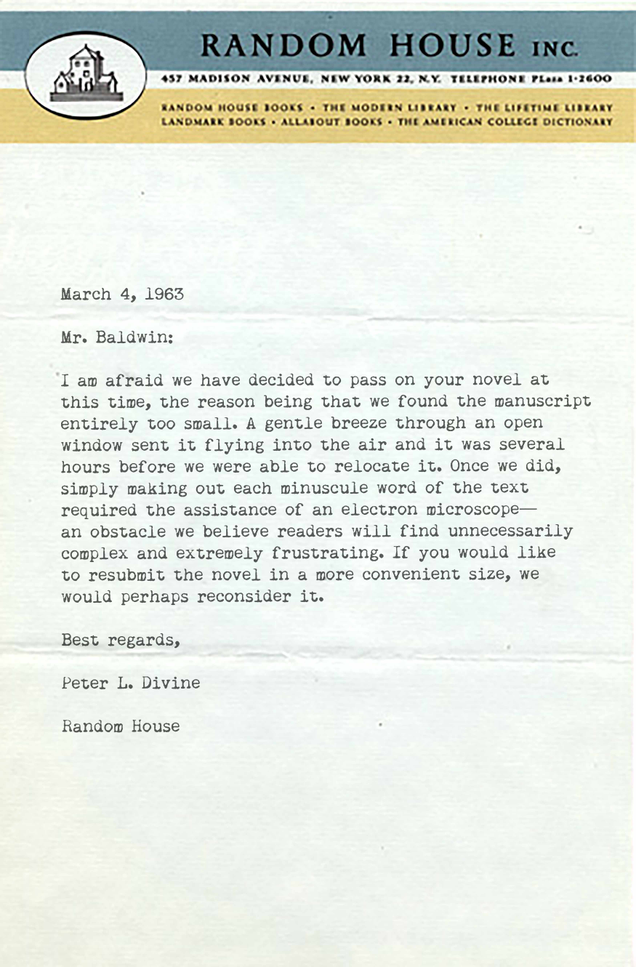 RANDOM HOUSE INC.
457 MADISON AVENUE, NEW YORK 22, N.Y. TELEPHONE PLaza 1-2600
RANDOM HOUSE BOOKS • THE MODERN LIBRARY • THE LIFETIME LIBRARY
LANDMARK BOOKS • ALLABOUT BOOKS • THE AMERICAN COLLEGE DICTIONARY
March 4, 1963
Mr. Baldwin:
I am afraid we have decided to pass on your novel at
this time, the reason being that we found the manuscript
entirely too small. A gentle breeze through an open
window sent it flying into the air and it was several
hours before we were able to relocate it. Once we did,
simply making out each minuscule word of the text
required the assistance of an electron microscope—
an obstacle we believe readers will find unnecessarily
complex and extremely frustrating. If you would like
to resubmit the novel in a more convenient size, we
would perhaps reconsider it.
Best regards,
Peter L. Divine
Random House